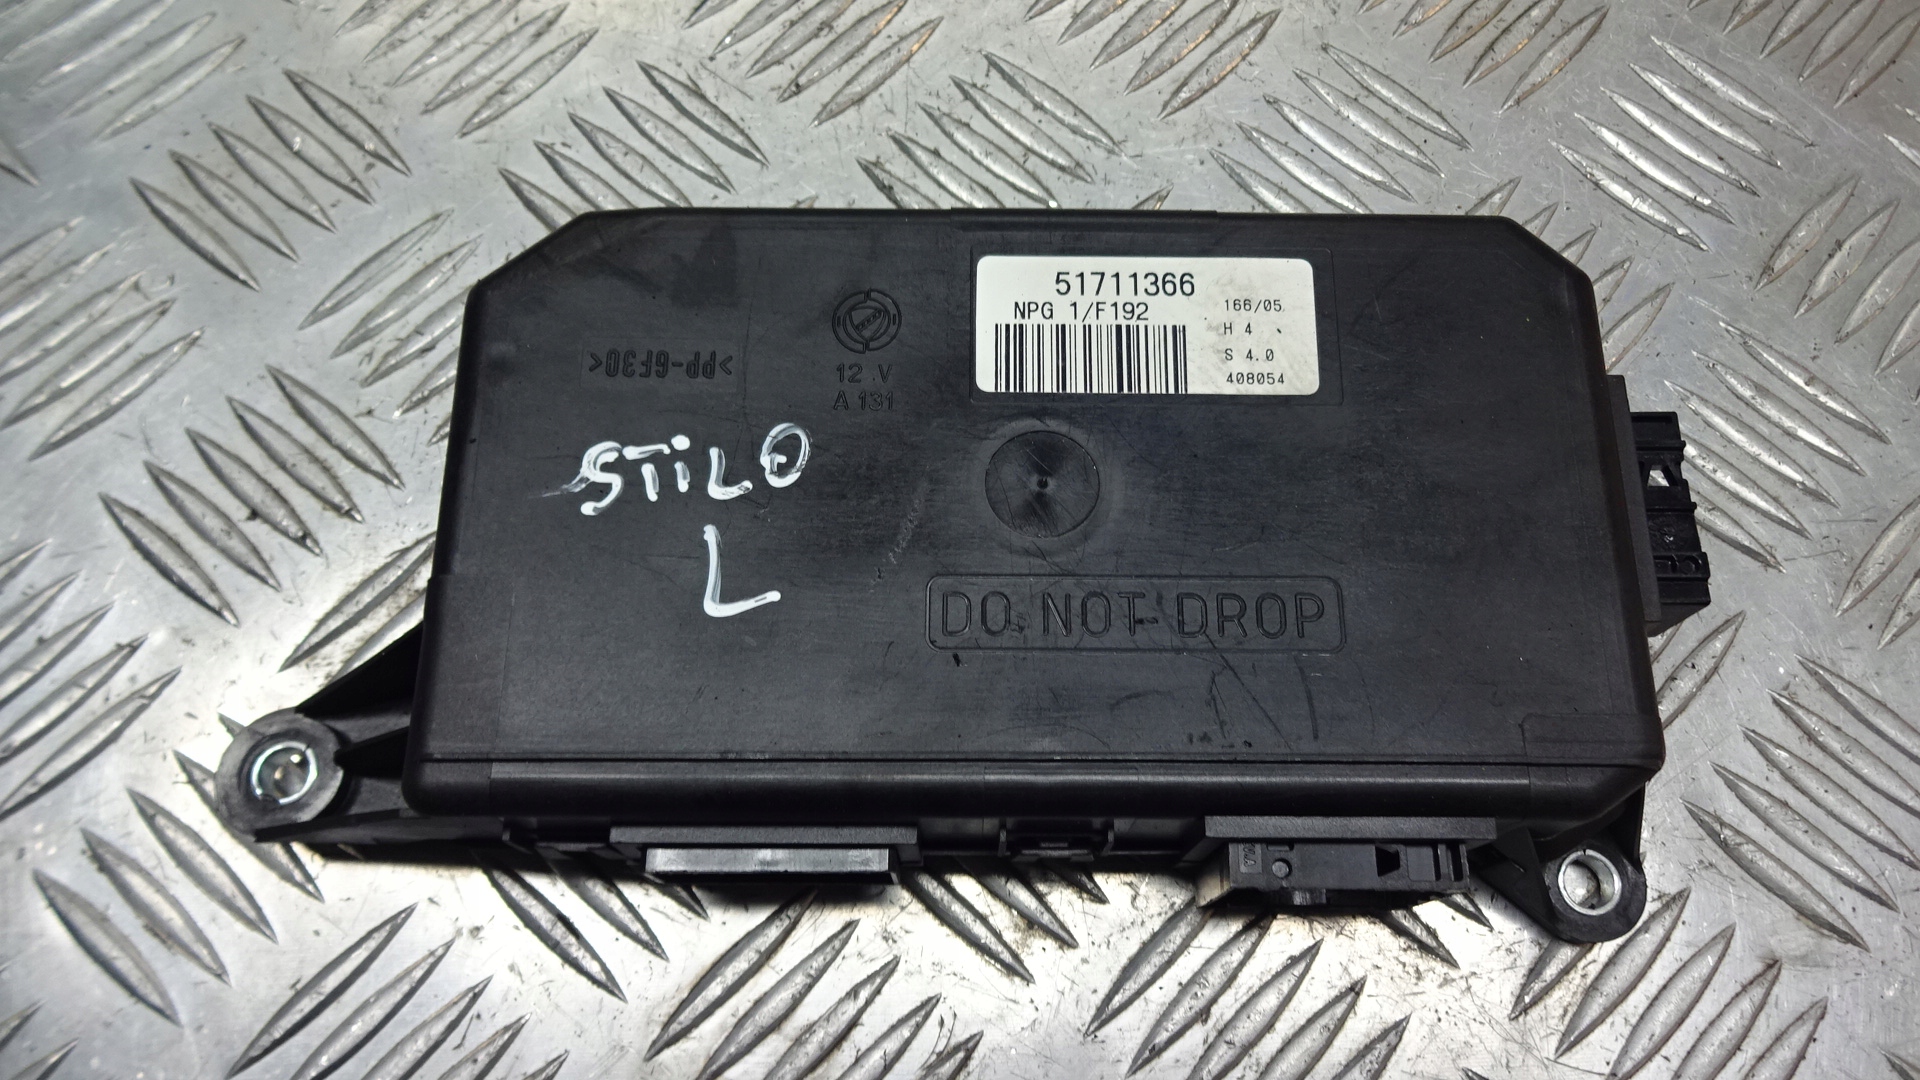 51711366
NPG 1/F192
166/05
H 4
S 4.0
408054
>PP-GF30<
12 V
A 131
STiLO
L
DO NOT DROP